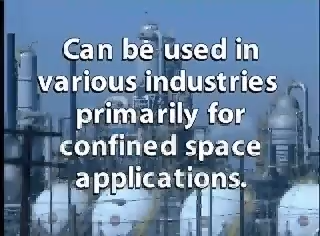 Can be used in
various industries
primarily for
confined space
applications.